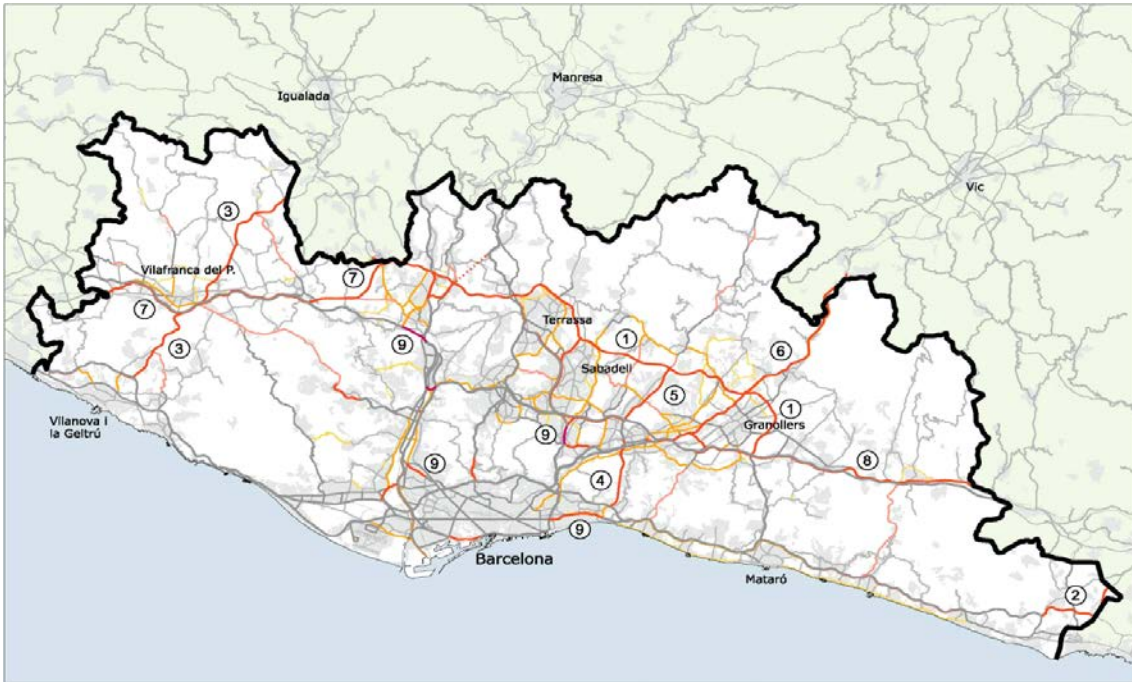 Manresa
Igualada
Vic
3
Vilafranca del P.
7
7
Terrassa
1
9
6
3
Sabadell
5
1
Vilanova i
la Geltrú
Granollers
9
9
8
4
9
Barcelona
Mataró
2